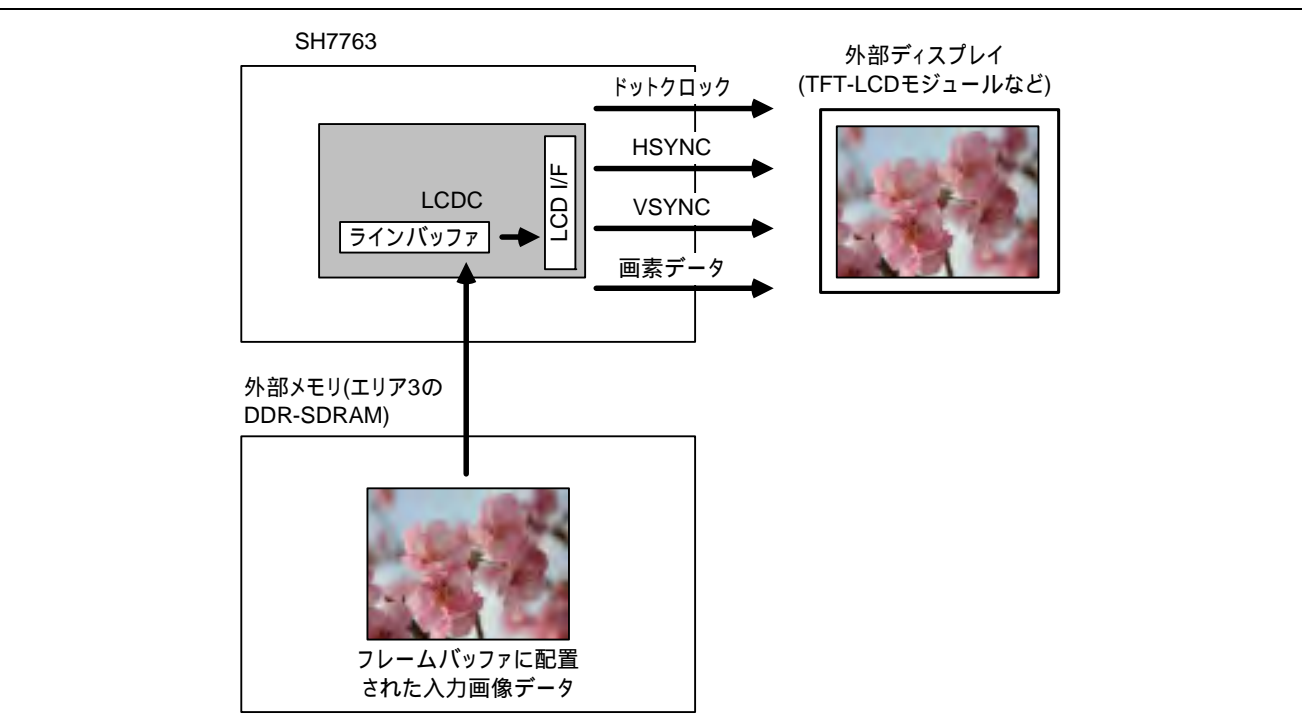 SH7763
外部ディスプレイ
(TFT-LCDモジュールなど)
ドットクロック
HSYNC
VSYNC
画素データ
LCDC
ラインバッファ
LCD I/F
外部メモリ(エリア3の
DDR-SDRAM)
フレームバッファに配置
された入力画像データ